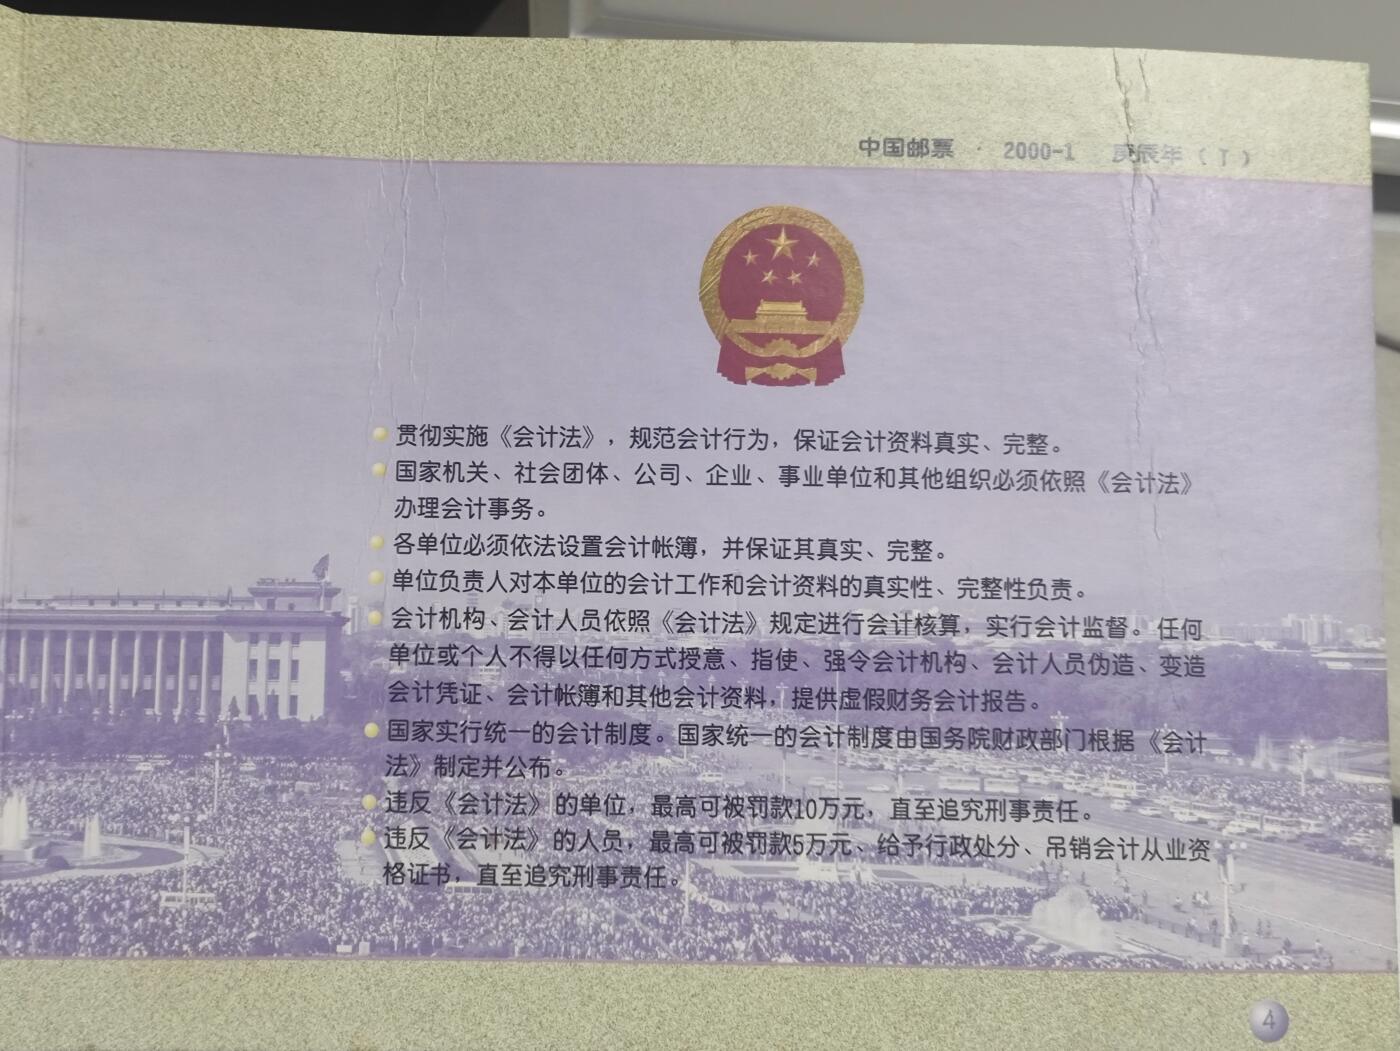 中国邮票 · 2000-1 庚辰年（T）
贯彻实施《会计法》，规范会计行为，保证会计资料真实、完整。
国家机关、社会团体、公司、企业、事业单位和其他组织必须依照《会计法》
办理会计事务。
各单位必须依法设置会计帐簿，并保证其真实、完整。
单位负责人对本单位的会计工作和会计资料的真实性、完整性负责。
会计机构、会计人员依照《会计法》规定进行会计核算，实行会计监督。任何
单位或个人不得以任何方式授意、指使、强令会计机构、会计人员伪造、变造
会计凭证、会计帐簿和其他会计资料，提供虚假财务会计报告。
国家实行统一的会计制度。国家统一的会计制度由国务院财政部门根据《会计
法》制定并公布。
违反《会计法》的单位，最高可被罚款10万元，直至追究刑事责任。
违反《会计法》的人员，最高可被罚款5万元、给予行政处分、吊销会计从业资
格证书，直至追究刑事责任。
4